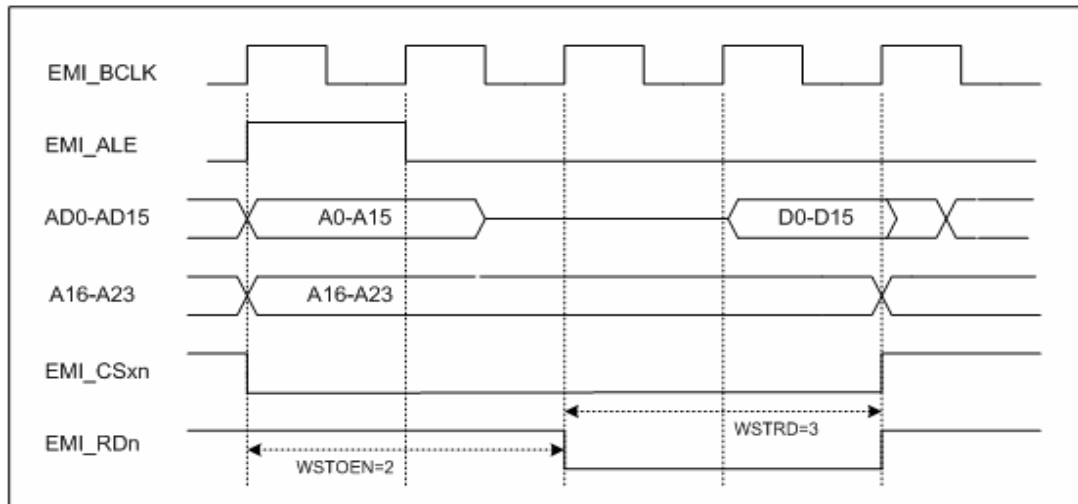 EMI_BCLK
EMI_ALE
AD0-AD15 A0-A15 D0-D15
A16-A23 A16-A23
EMI_CSxn
WSTRD=3
EMI_RDn
WSTOEN=2